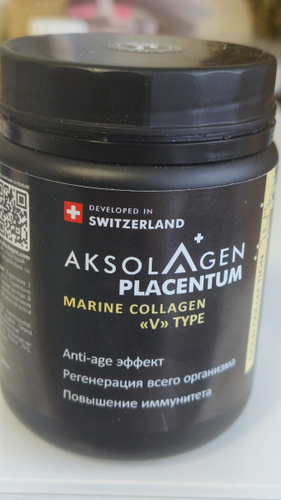 DEVELOPED IN
SWITZERLAND
AKSOLAGEN
PLACENTUM
MARINE COLLAGEN
«V» TYPE
Anti-age эффект
Регенерация всего организма
Повышение иммунитета